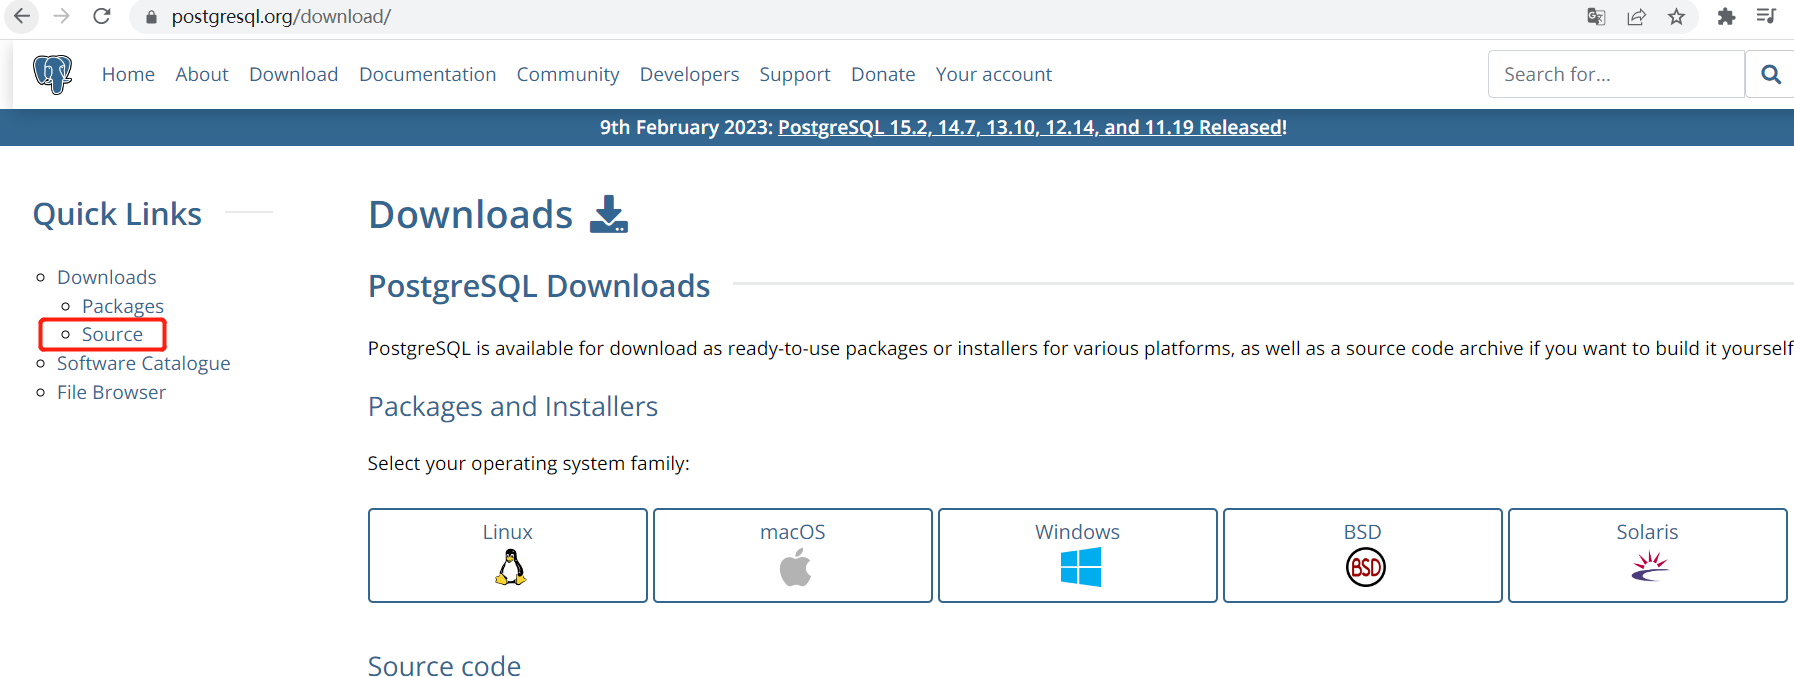 postgresql.org/download/
Home About Download Documentation Community Developers Support Donate Your account
Search for...
9th February 2023: PostgreSQL 15.2, 14.7, 13.10, 12.14, and 11.19 Released!
Quick Links
Downloads
Packages
Source
Software Catalogue
File Browser
Downloads
PostgreSQL Downloads
PostgreSQL is available for download as ready-to-use packages or installers for various platforms, as well as a source code archive if you want to build it yourself
Packages and Installers
Select your operating system family:
Linux
macOS
Windows
BSD
BSD
Solaris
Source code